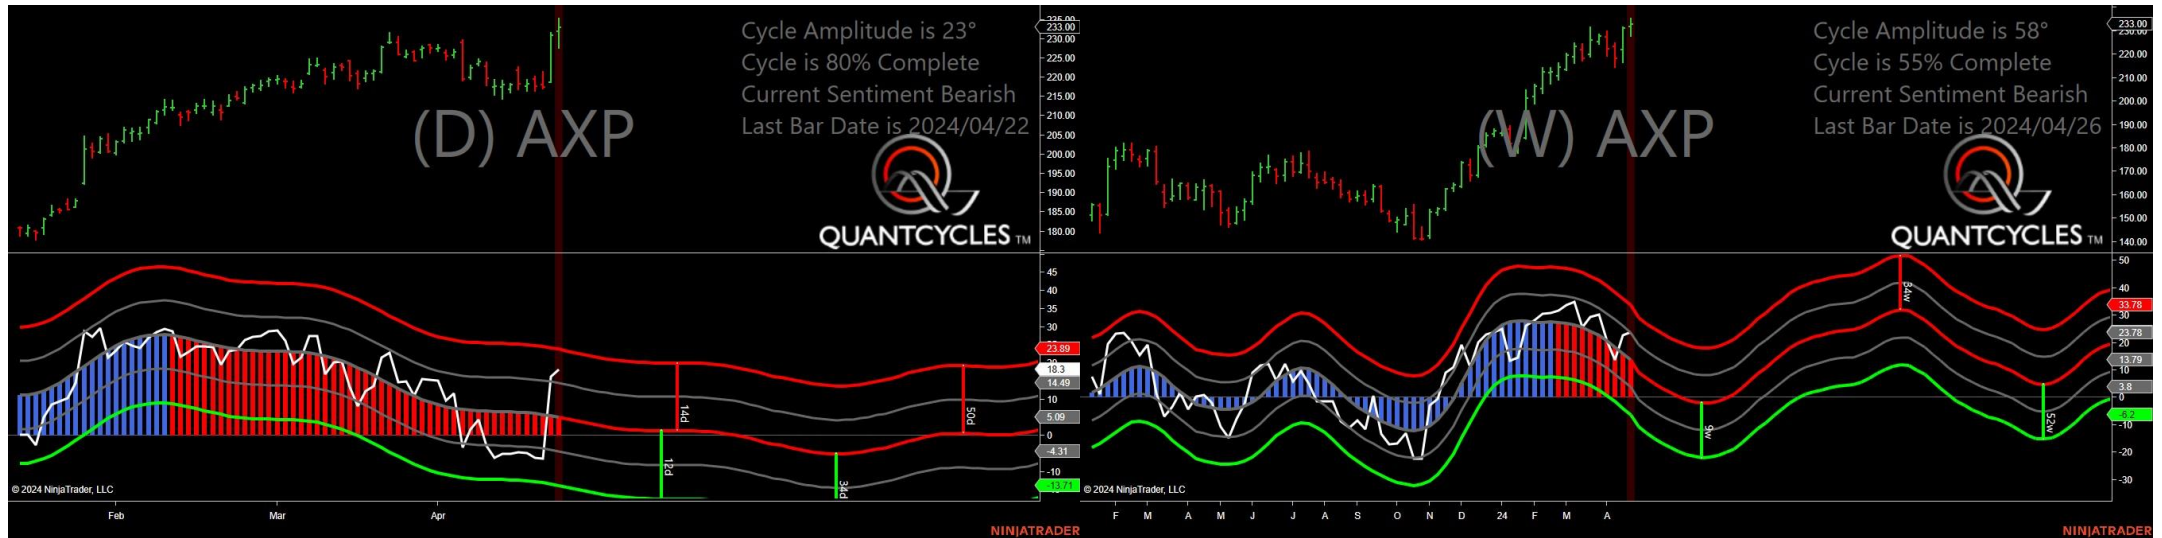 Cycle Amplitude is 23°
Cycle is 80% Complete
Current Sentiment Bearish
Last Bar Date is 2024/04/22
(D) AXP
QUANTCYCLES TM
235.00
233.00
230.00
225.00
220.00
215.00
210.00
205.00
200.00
195.00
190.00
185.00
180.00
45
40
35
30
23.89
20
18.3
14.49
10
5.09
0
-4.31
-10
-13.71
14d
12d
34d
50d
© 2024 NinjaTrader, LLC
Feb
Mar
Apr
NINJATRADER
Cycle Amplitude is 58°
Cycle is 55% Complete
Current Sentiment Bearish
Last Bar Date is 2024/04/26
(W) AXP
QUANTCYCLES TM
233.00
230.00
220.00
210.00
200.00
190.00
180.00
170.00
160.00
150.00
140.00
50
40
33.78
30
23.78
20
13.79
10
3.8
0
-6.2
-10
-20
-30
9w
34w
52w
© 2024 NinjaTrader, LLC
F M A M J J A S O N D 24 F M A
NINJATRADER